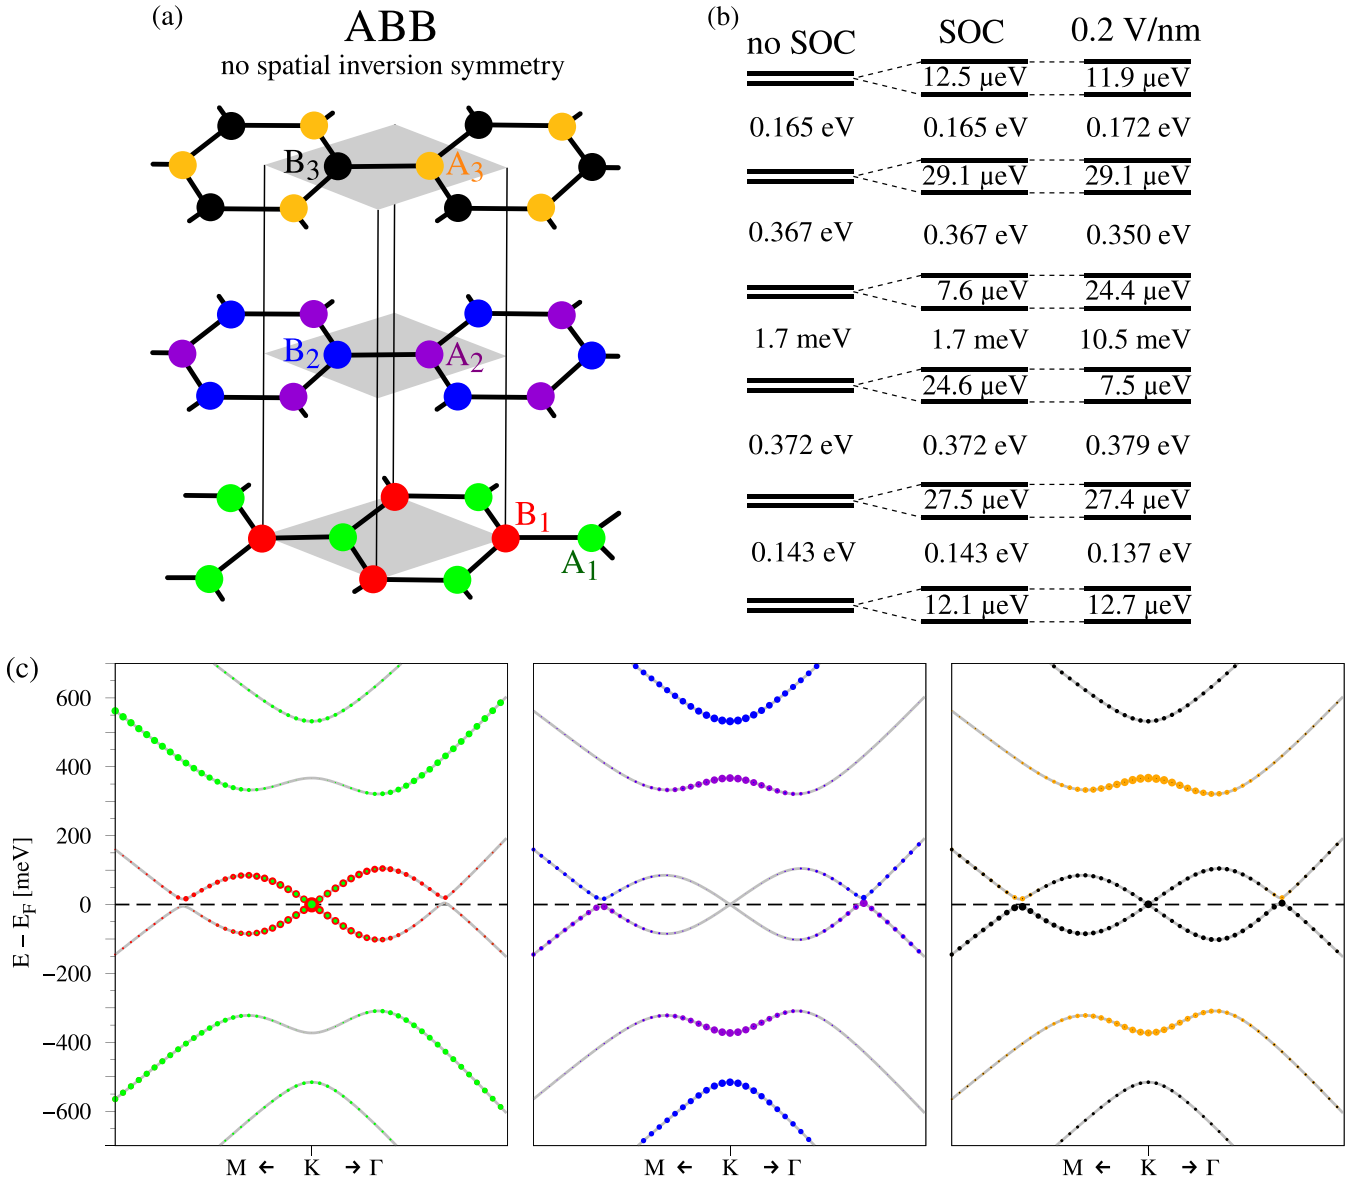 (a)
ABB
no spatial inversion symmetry
B3 A3
B2 A2
B1
A1
(b)
no SOC SOC 0.2 V/nm
12.5 µeV 11.9 µeV
0.165 eV 0.165 eV 0.172 eV
29.1 µeV 29.1 µeV
0.367 eV 0.367 eV 0.350 eV
7.6 µeV 24.4 µeV
1.7 meV 1.7 meV 10.5 meV
24.6 µeV 7.5 µeV
0.372 eV 0.372 eV 0.379 eV
27.5 µeV 27.4 µeV
0.143 eV 0.143 eV 0.137 eV
12.1 µeV 12.7 µeV
(c)
E − EF [meV]
600
400
200
0
−200
−400
−600
M ← K → Γ
M ← K → Γ
M ← K → Γ